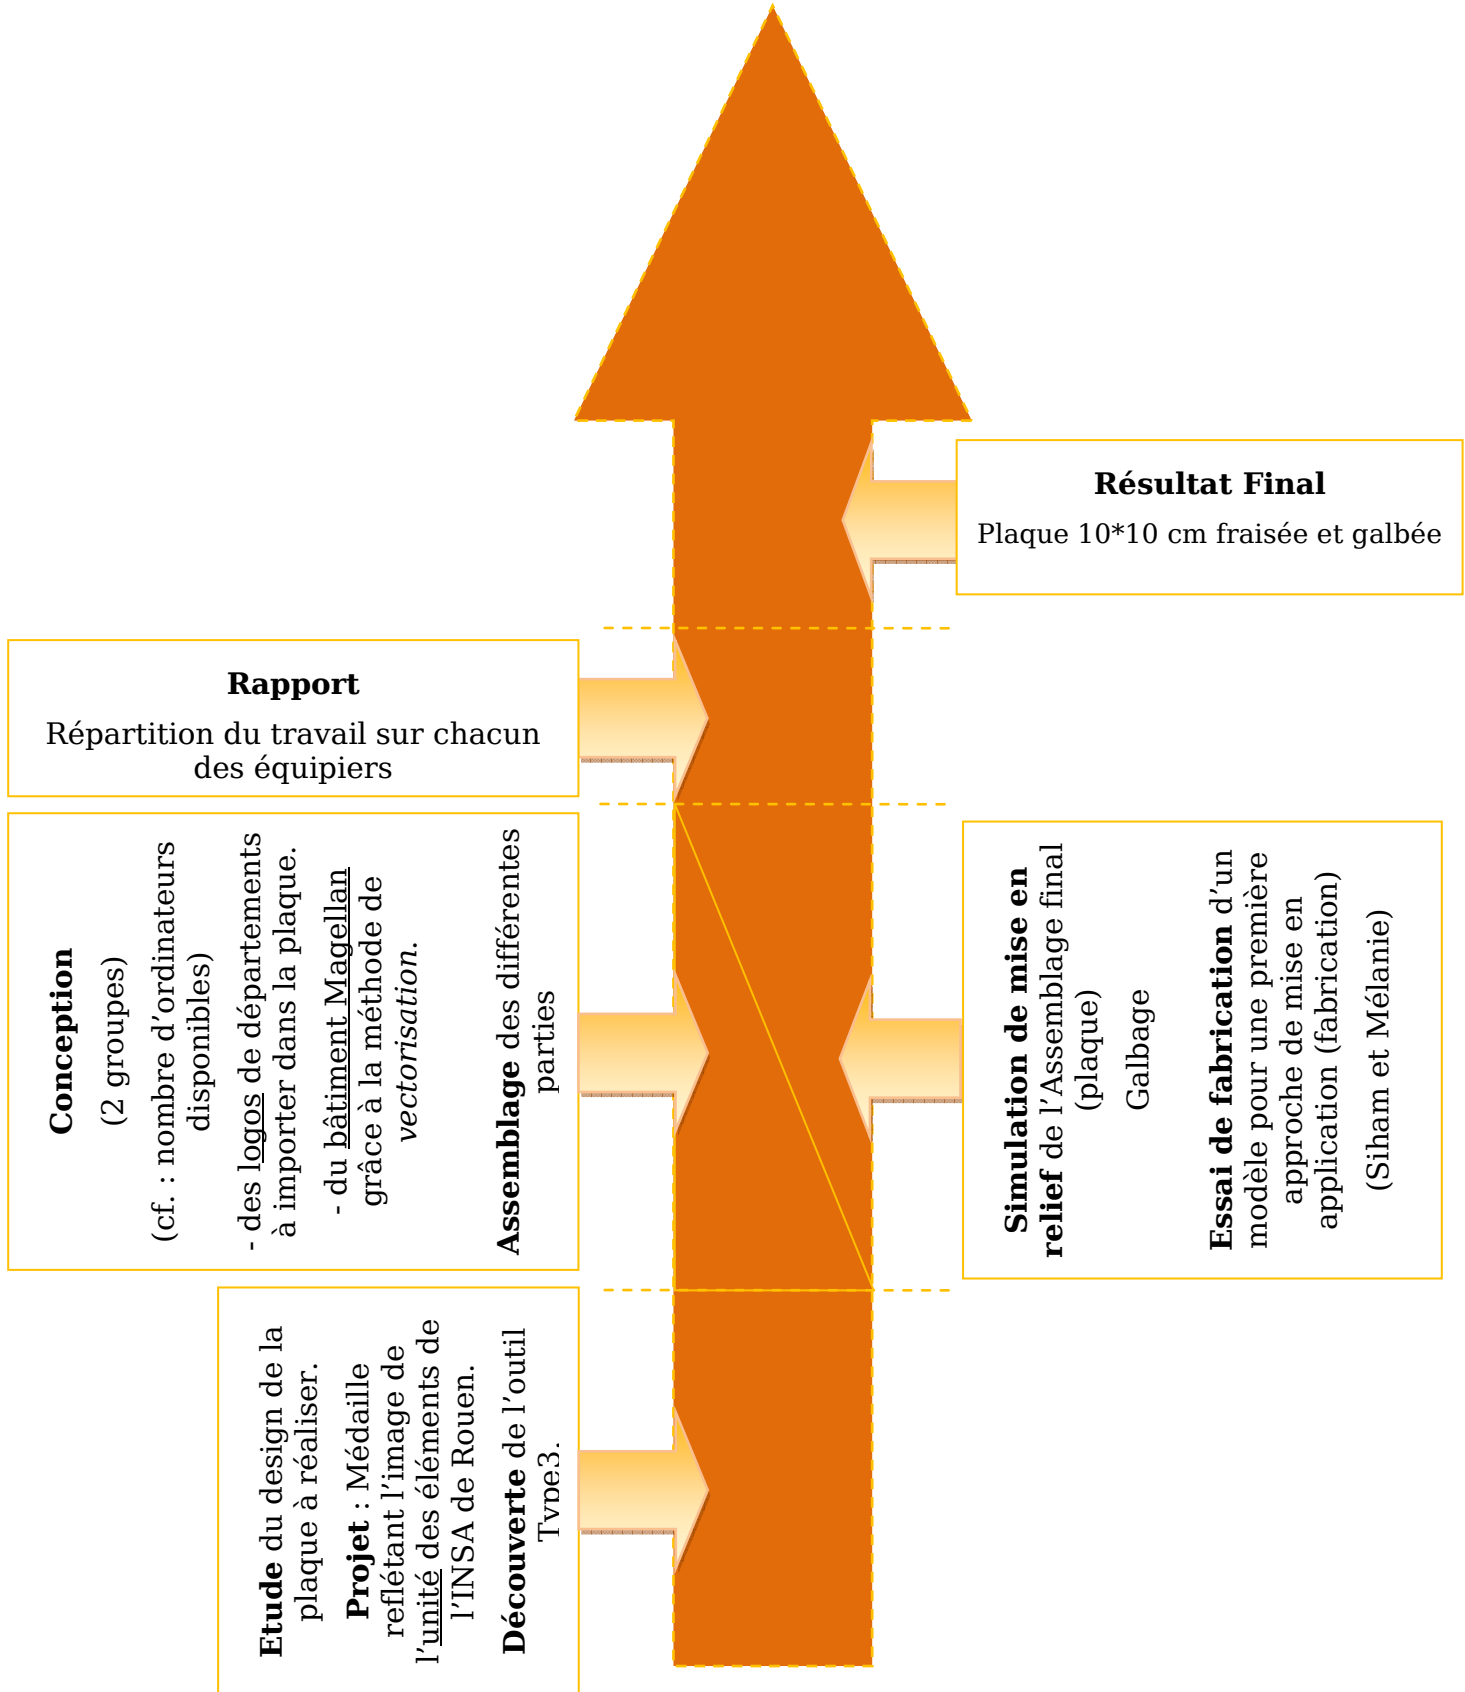 Résultat Final
Plaque 10*10 cm fraisée et galbée
Rapport
Répartition du travail sur chacun
des équipiers
Conception
(2 groupes)
(cf. : nombre d’ordinateurs
disponibles)
- des logos de départements
à importer dans la plaque.
- du bâtiment Magellan
grâce à la méthode de
vectorisation.
Assemblage des différentes
parties
Simulation de mise en
relief de l’Assemblage final
(plaque)
Galbage
Essai de fabrication d’un
modèle pour une première
approche de mise en
application (fabrication)
(Siham et Mélanie)
Etude du design de la
plaque à réaliser.
Projet : Médaille
reflétant l’image de
l’unité des éléments de
l’INSA de Rouen.
Découverte de l’outil
Type3.